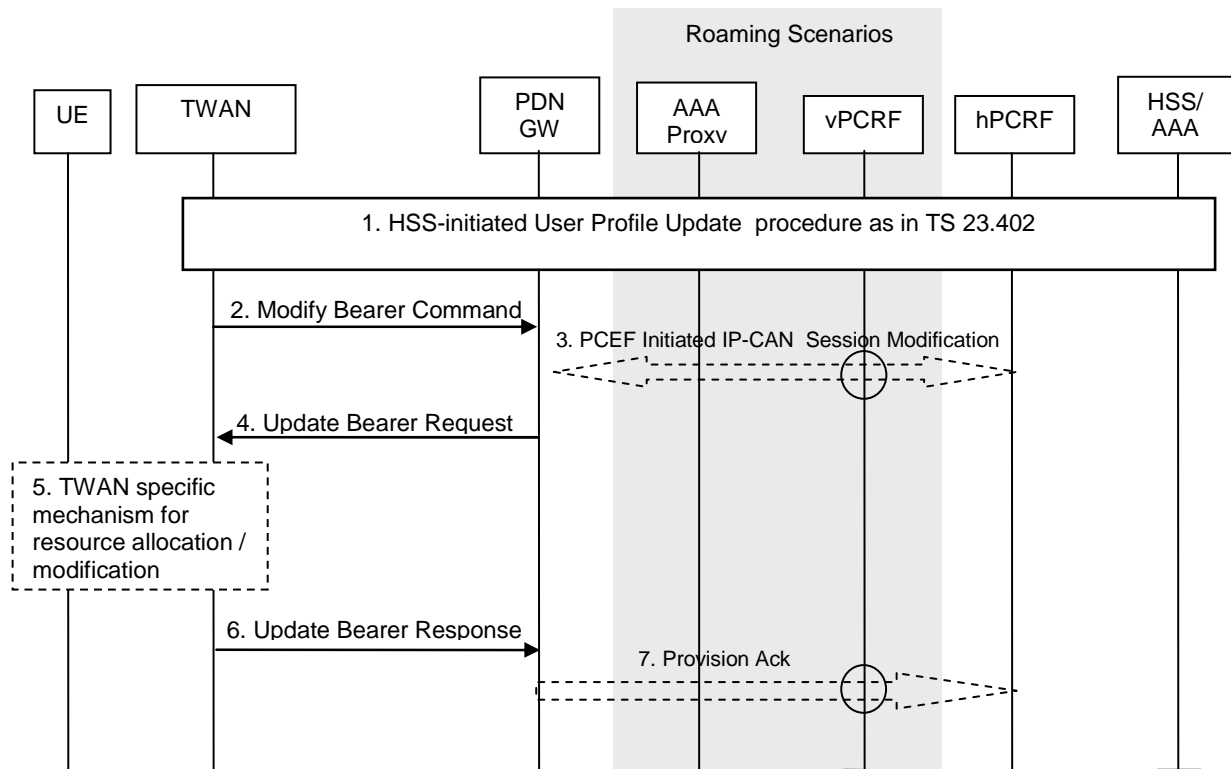 Roaming Scenarios
UE
TWAN
PDN
GW
AAA
Proxv
vPCRF
hPCRF
HSS/
AAA
1. HSS-initiated User Profile Update procedure as in TS 23.402
2. Modify Bearer Command
3. PCEF Initiated IP-CAN Session Modification
4. Update Bearer Request
5. TWAN specific
mechanism for
resource allocation /
modification
6. Update Bearer Response
7. Provision Ack